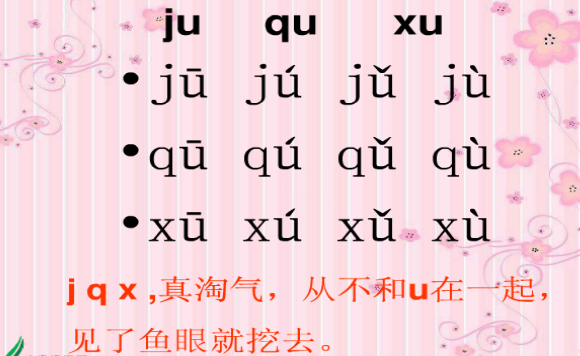 ju qu xu
• jū jú jǔ jù
• qū qú qǔ qù
• xū xú xǔ xù
j q x ,真淘气，从不和u在一起，
见了鱼眼就挖去。